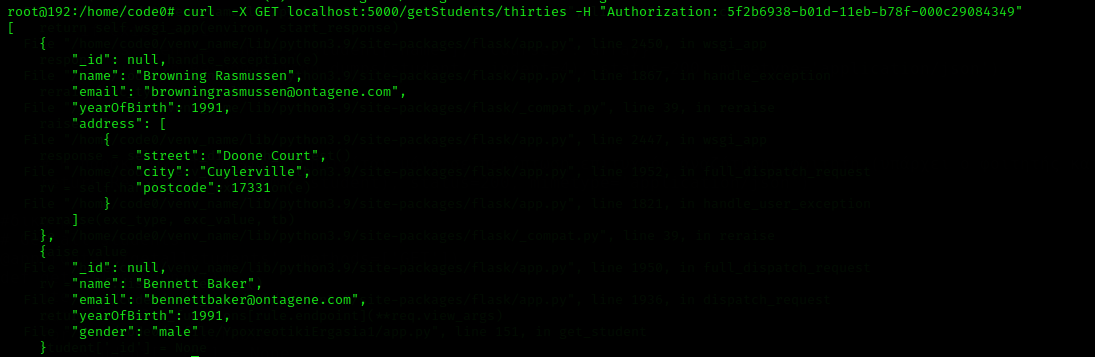 root@192:/home/code0# curl  -X GET localhost:5000/getStudents/thirties -H "Authorization: 5f2b6938-b01d-11eb-b78f-000c29084349"
[
    {
        "_id": null,
        "name": "Browning Rasmussen",
        "email": "browningrasmussen@ontagene.com",
        "yearOfBirth": 1991,
        "address": [
            {
                "street": "Doone Court",
                "city": "Cuylerville",
                "postcode": 17331
            }
        ]
    },
    {
        "_id": null,
        "name": "Bennett Baker",
        "email": "bennettbaker@ontagene.com",
        "yearOfBirth": 1991,
        "gender": "male"
    }